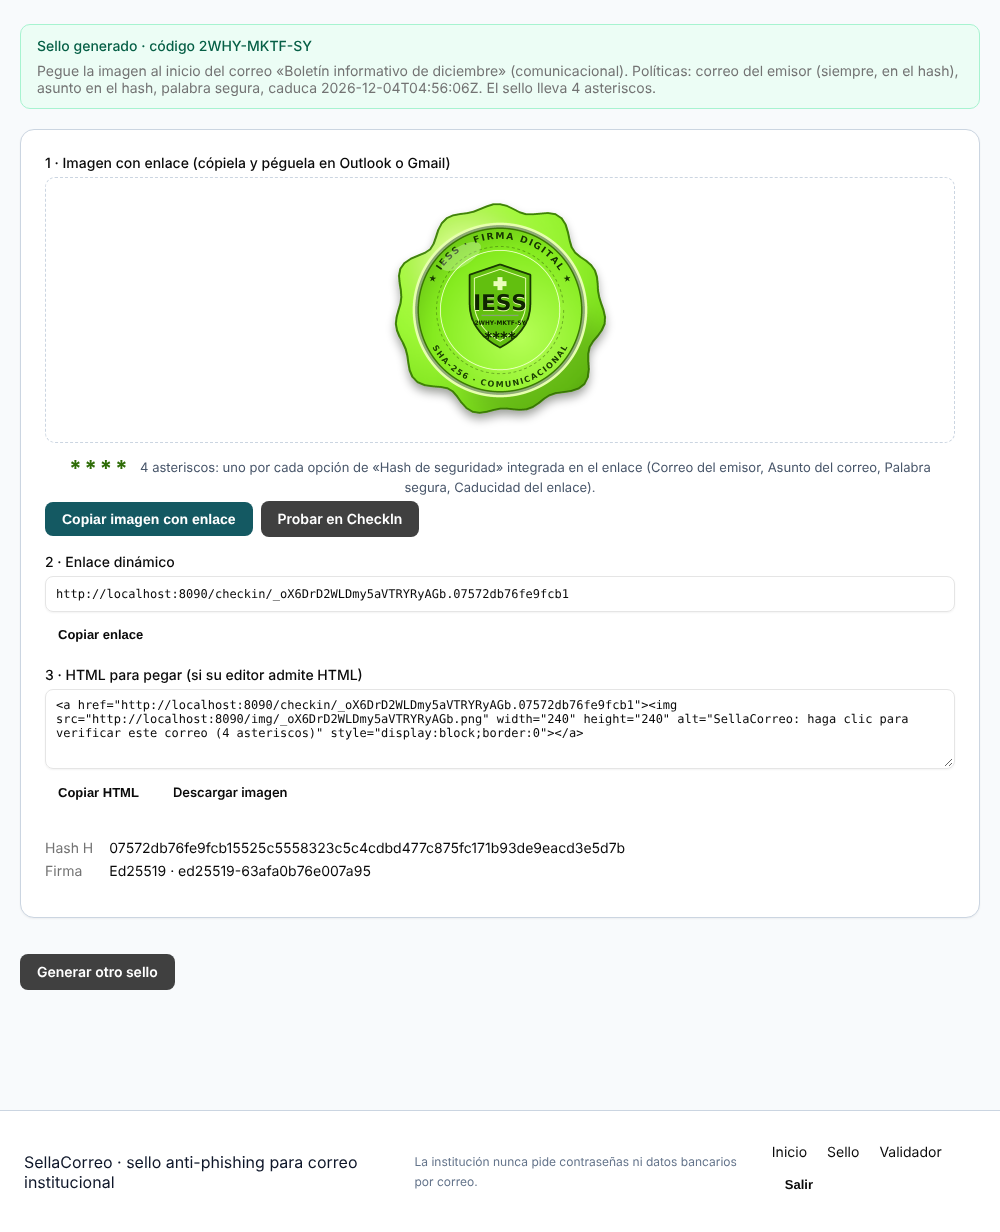 Sello generado · código 2WHY-MKTF-SY
Pegue la imagen al inicio del correo «Boletín informativo de diciembre» (comunicacional). Políticas: correo del emisor (siempre, en el hash),
asunto en el hash, palabra segura, caduca 2026-12-04T04:56:06Z. El sello lleva 4 asteriscos.
1 · Imagen con enlace (cópiela y péguela en Outlook o Gmail)
★ IESS · FIRMA DIGITAL ★
IESS
2WHY-MKTF-SY
****
SHA-256 · COMUNICACIONAL
**** 4 asteriscos: uno por cada opción de «Hash de seguridad» integrada en el enlace (Correo del emisor, Asunto del correo, Palabra
segura, Caducidad del enlace).
Copiar imagen con enlace Probar en CheckIn
2 · Enlace dinámico
http://localhost:8090/checkin/_oX6DrD2WLDmy5aVTRYRyAGb.07572db76fe9fcb1
Copiar enlace
3 · HTML para pegar (si su editor admite HTML)
<a href="http://localhost:8090/checkin/_oX6DrD2WLDmy5aVTRYRyAGb.07572db76fe9fcb1"><img
src="http://localhost:8090/img/_oX6DrD2WLDmy5aVTRYRyAGb.png" width="240" height="240" alt="SellaCorreo: haga clic para
verificar este correo (4 asteriscos)" style="display:block;border:0"></a>
Copiar HTML Descargar imagen
Hash H 07572db76fe9fcb15525c5558323c5c4cdbd477c875fc171b93de9eacd3e5d7b
Firma Ed25519 · ed25519-63afa0b76e007a95
Generar otro sello
SellaCorreo · sello anti-phishing para correo
institucional
La institución nunca pide contraseñas ni datos bancarios
por correo.
Inicio Sello Validador
Salir